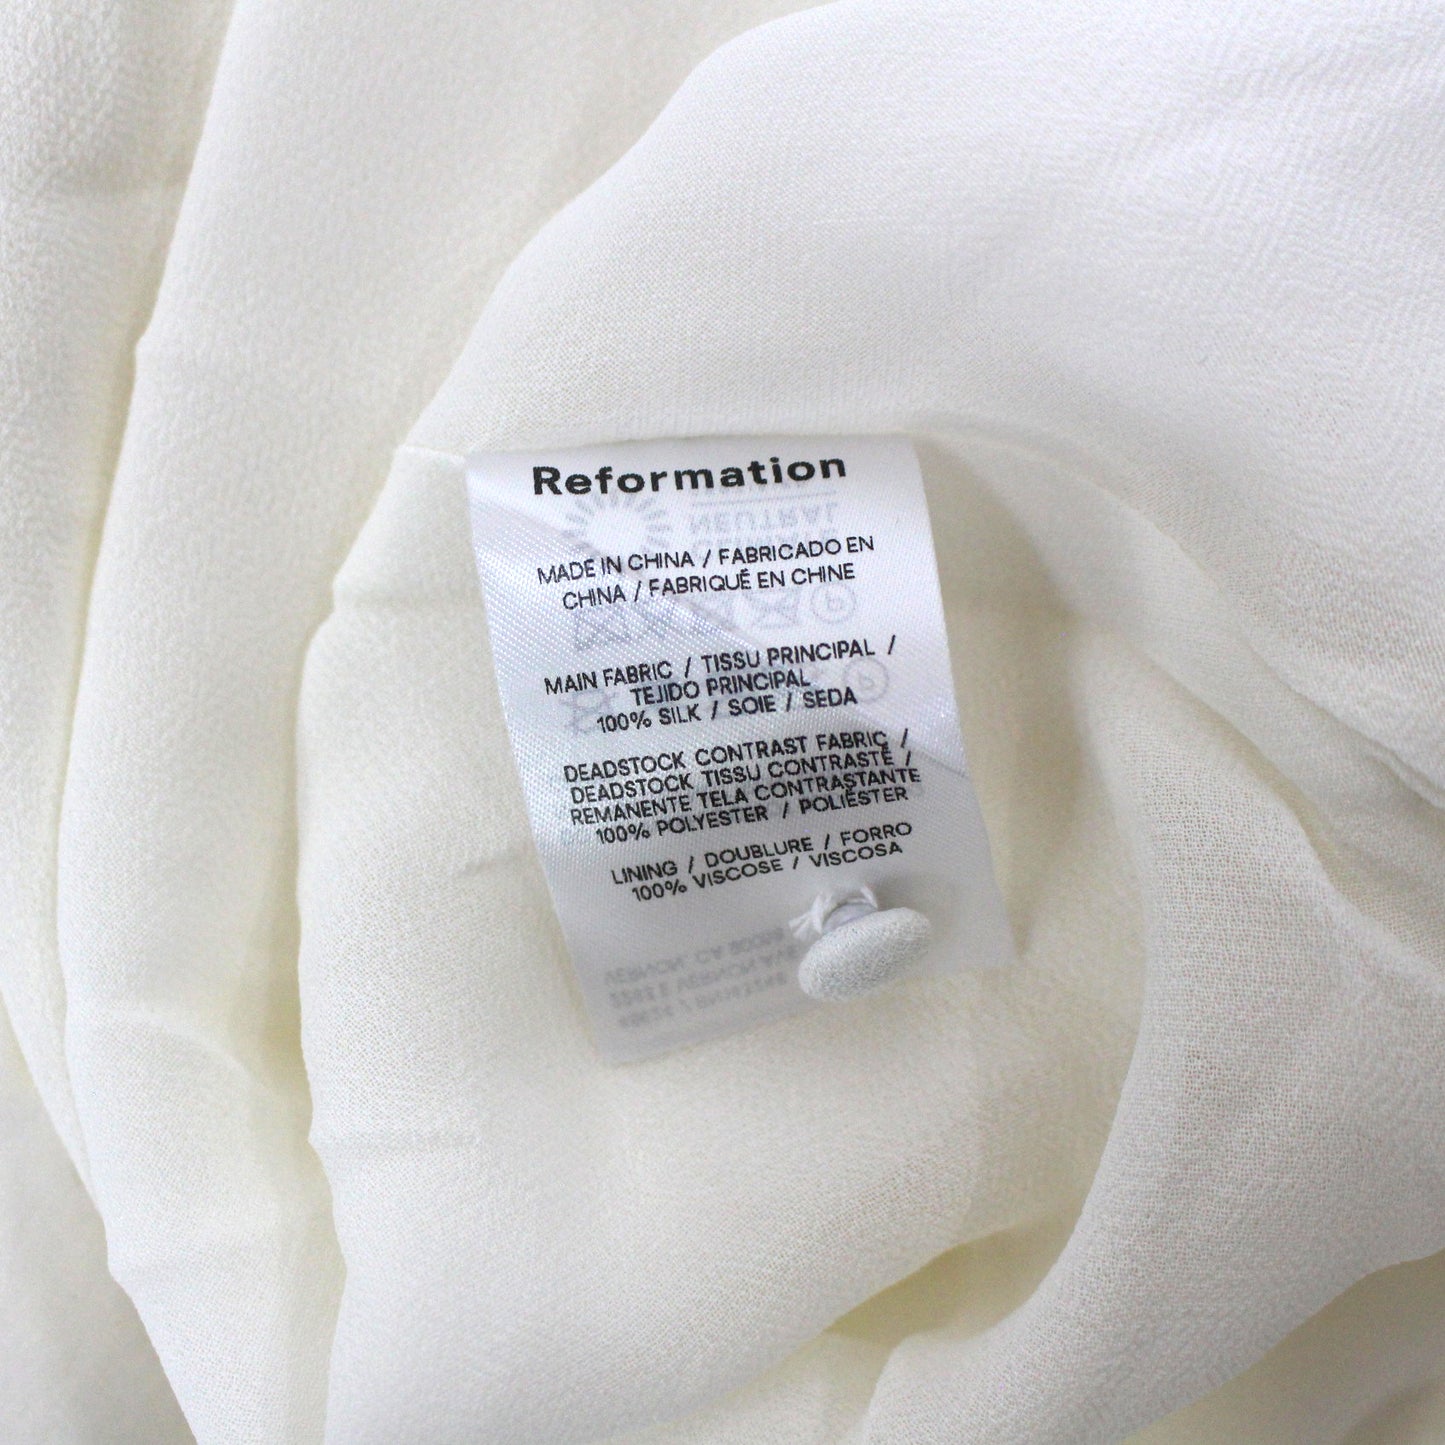 Reformation
MADE IN CHINA / FABRICADO EN
CHINA / FABRIQUÉ EN CHINE
MAIN FABRIC / TISSU PRINCIPAL /
TEJIDO PRINCIPAL
100% SILK / SOIE / SEDA
DEADSTOCK CONTRAST FABRIC /
DEADSTOCK TISSU CONTRASTÉ /
REMANENTE TELA CONTRASTANTE
100% POLYESTER / POLIÉSTER
LINING / DOUBLURE / FORRO
100% VISCOSE / VISCOSA